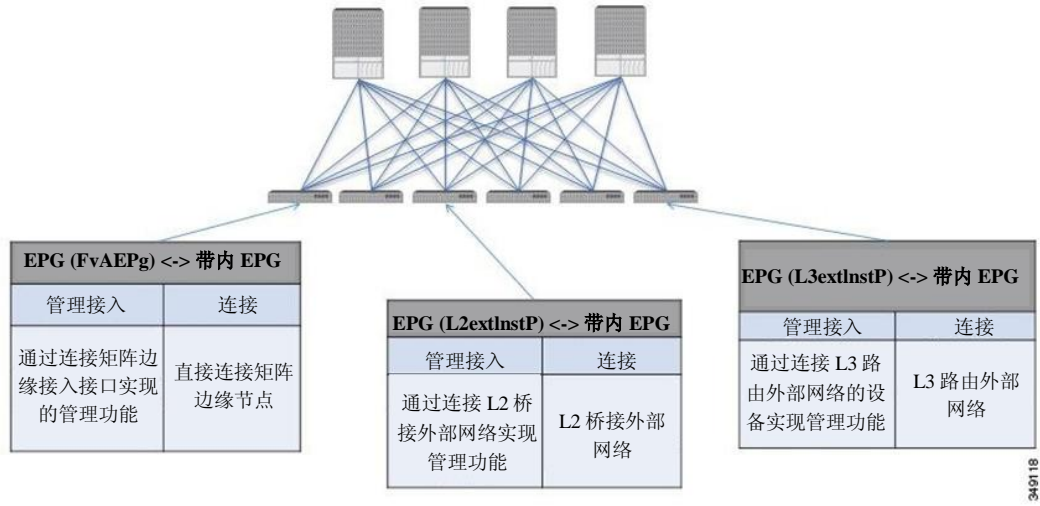 EPG (FvAEPg) <-> 带内 EPG
管理接入
连接
通过连接矩阵边
缘接入接口实现
的管理功能
直接连接矩阵
边缘节点
EPG (L2extlnstP) <-> 带内 EPG
管理接入
连接
通过连接 L2 桥
接外部网络实现
管理功能
L2 桥接外部
网络
EPG (L3extlnstP) <-> 带内 EPG
管理接入
连接
通过连接 L3 路
由外部网络的设
备实现管理功能
L3 路由外部
网络
349118